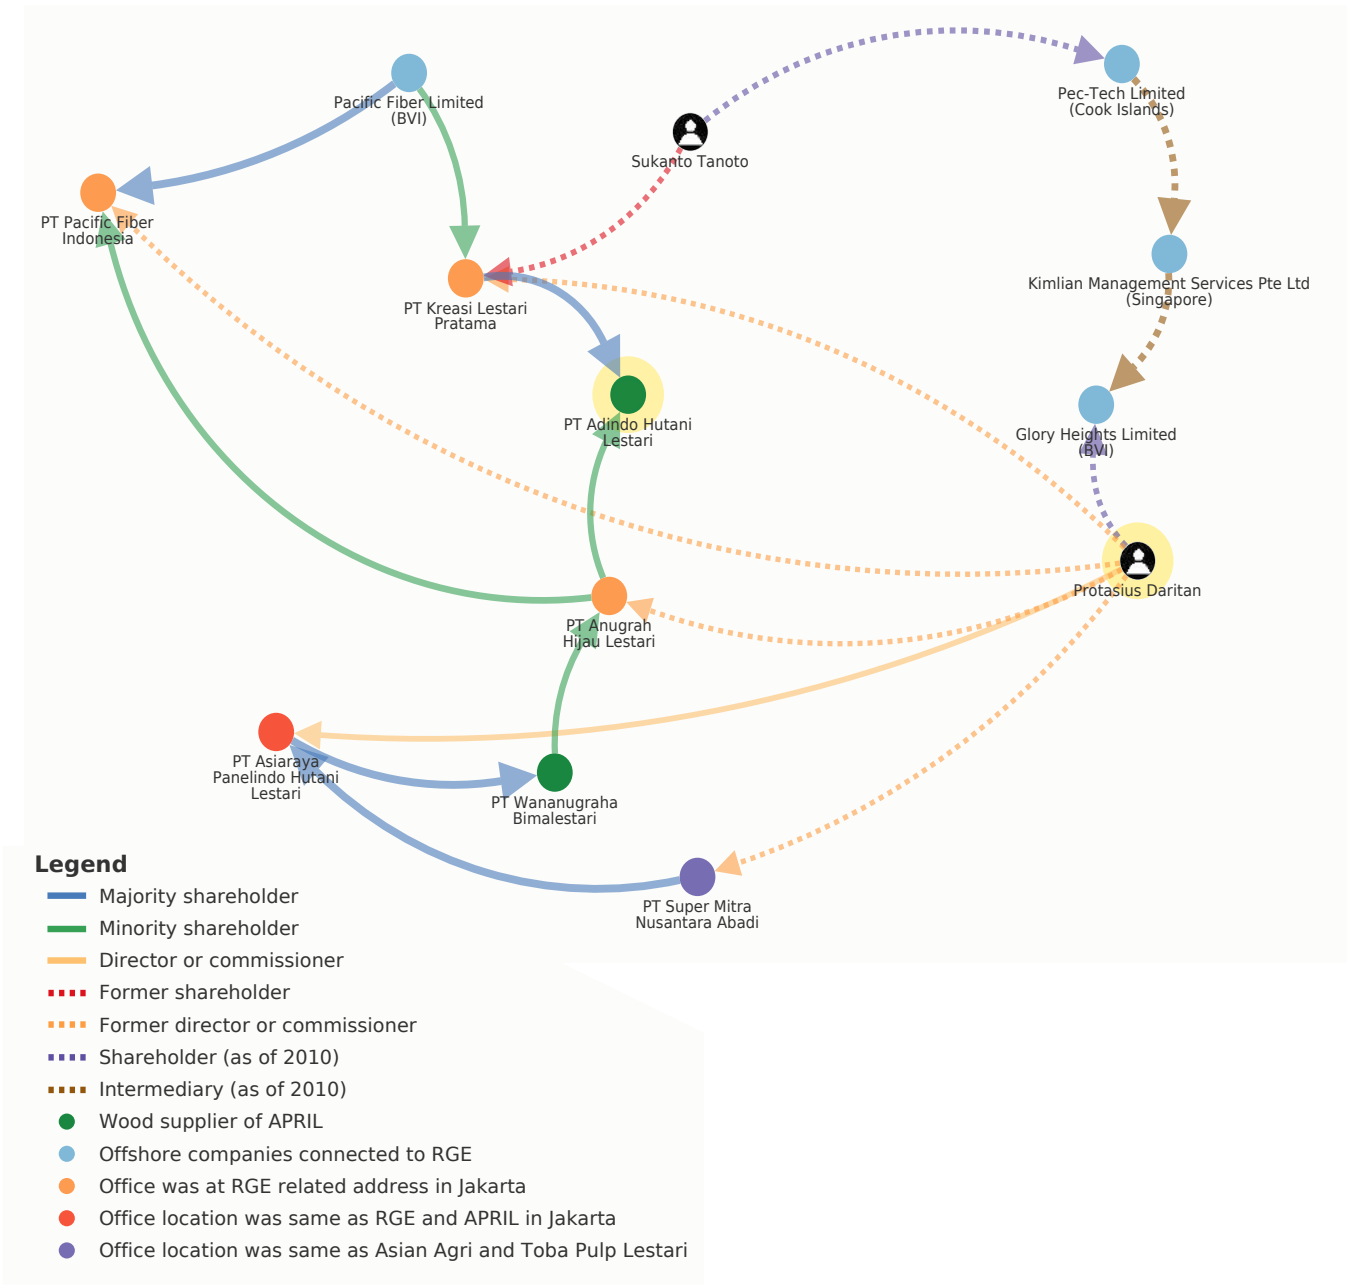 Pacific Fiber Limited
(BVI)
Pec-Tech Limited
(Cook Islands)
Sukanto Tanoto
PT Pacific Fiber
Indonesia
Kimlian Management Services Pte Ltd
(Singapore)
PT Kreasi Lestari
Pratama
PT Adindo Hutani
Lestari
Glory Heights Limited
(BVI)
Protasius Daritan
PT Anugrah
Hijau Lestari
PT Asiaraya
Panelindo Hutani
Lestari
PT Wananugraha
Bimalestari
PT Super Mitra
Nusantara Abadi
Legend
Majority shareholder
Minority shareholder
Director or commissioner
Former shareholder
Former director or commissioner
Shareholder (as of 2010)
Intermediary (as of 2010)
Wood supplier of APRIL
Offshore companies connected to RGE
Office was at RGE related address in Jakarta
Office location was same as RGE and APRIL in Jakarta
Office location was same as Asian Agri and Toba Pulp Lestari